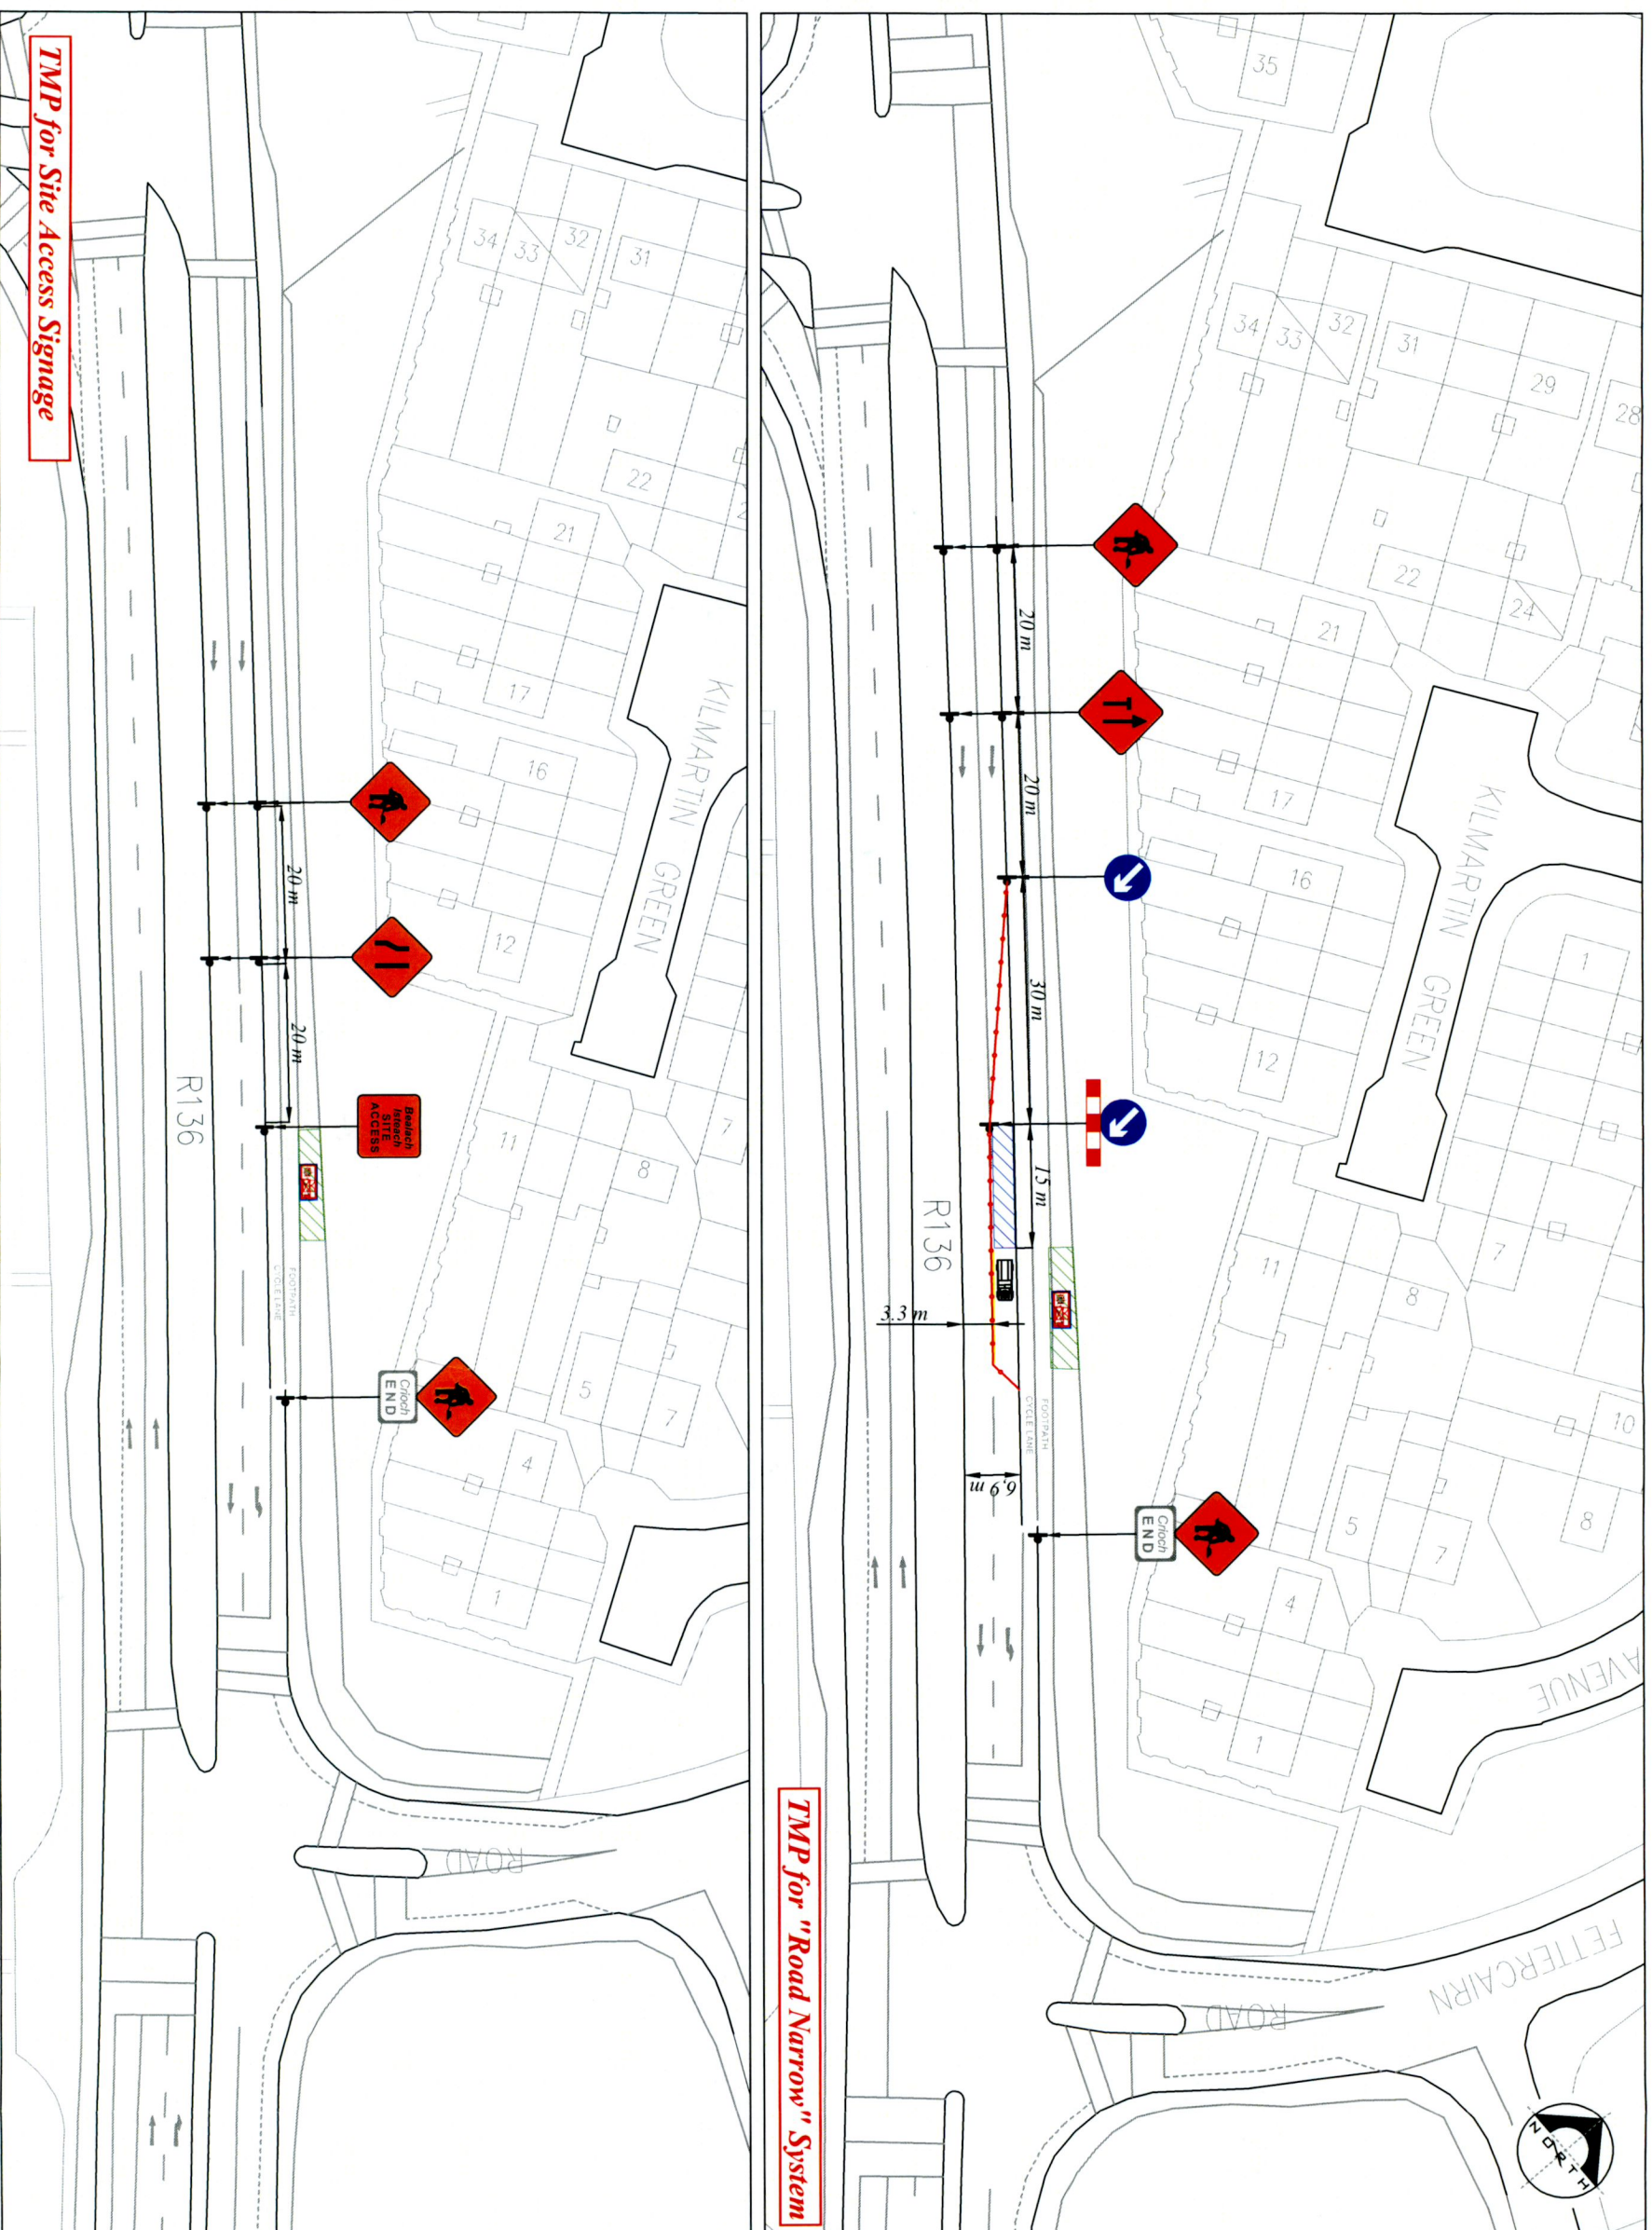 TMP for Site Access Signage
34
33
32
31
22
21
17
16
12
11
8
7
5
7
4
1
KILMARTIN
GREEN
20 m
20 m
Bealach
Isteach
SITE
ACCESS
R136
FOOTPATH
CYCLE LANE
Críoch
END
ROAD
TMP for "Road Narrow" System
35
34
33
32
31
29
28
22
24
21
17
16
12
11
8
7
10
8
5
7
4
1
1
KILMARTIN
GREEN
20 m
20 m
30 m
15 m
3.3 m
6,9 m
R136
FOOTPATH
CYCLE LANE
Críoch
END
AVENUE
FETTERCAIRN
ROAD
NORTH